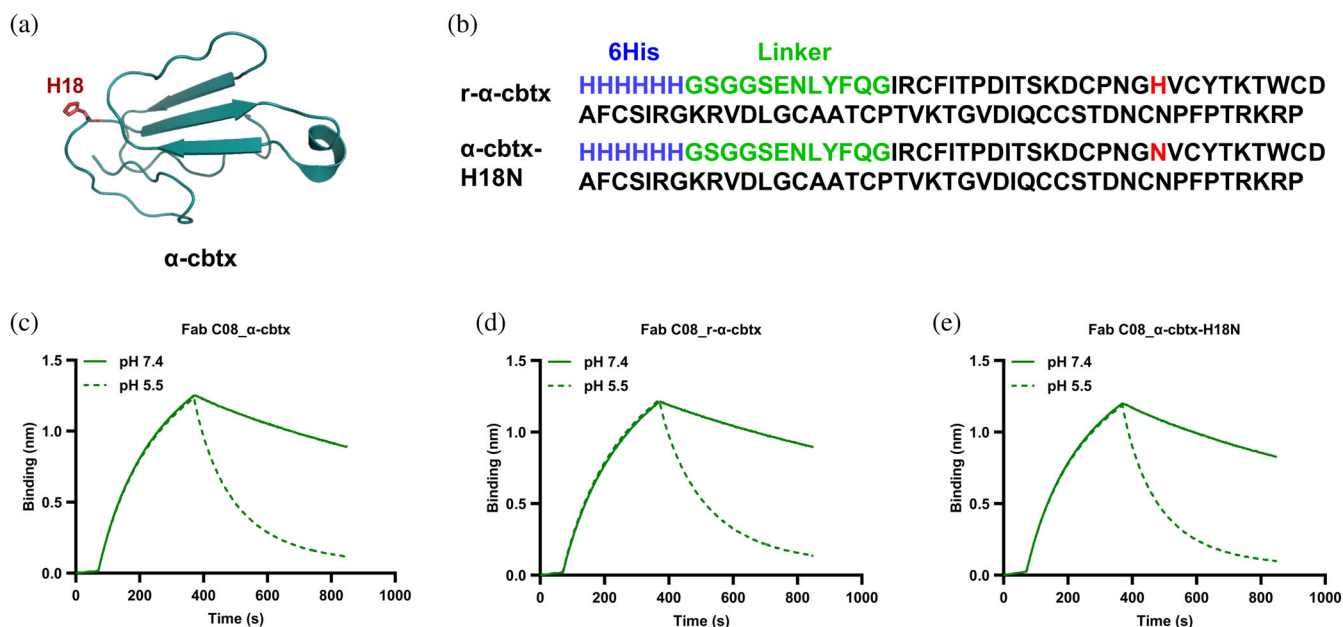 (a)
H18
α-cbtx
(b)
6His Linker
r-α-cbtx
HHHHHHGSGGSENLYFQGIRCFITPDITSKDCPNGHVCYTKTWCD
AFCSIRGKRVDLGCAATCPTVKTGVDIQCCSTDNCNPFPTRKRP
α-cbtx-
H18N
HHHHHHGSGGSENLYFQGIRCFITPDITSKDCPNGNVCYTKTWCD
AFCSIRGKRVDLGCAATCPTVKTGVDIQCCSTDNCNPFPTRKRP
(c)
Fab C08_α-cbtx
pH 7.4
pH 5.5
Binding (nm)
1.5
1.0
0.5
0.0
0 200 400 600 800 1000
Time (s)
(d)
Fab C08_r-α-cbtx
pH 7.4
pH 5.5
Binding (nm)
1.5
1.0
0.5
0.0
0 200 400 600 800 1000
Time (s)
(e)
Fab C08_α-cbtx-H18N
pH 7.4
pH 5.5
Binding (nm)
1.5
1.0
0.5
0.0
0 200 400 600 800 1000
Time (s)